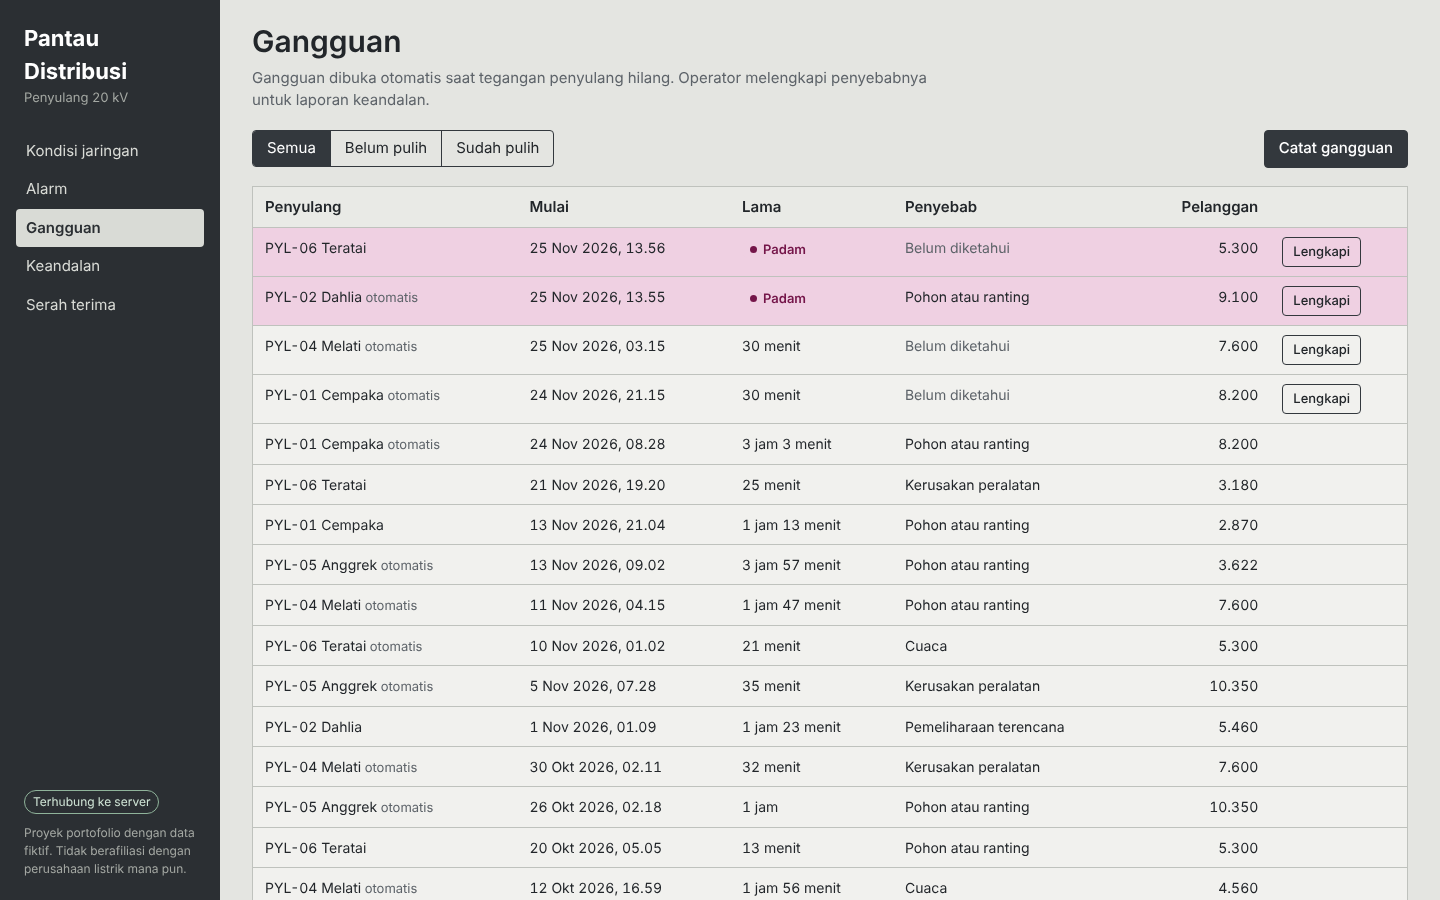 Pantau
Distribusi
Penyulang 20 kV
Kondisi jaringan
Alarm
Gangguan
Keandalan
Serah terima
Terhubung ke server
Proyek portofolio dengan data
fiktif. Tidak berafiliasi dengan
perusahaan listrik mana pun.
Gangguan
Gangguan dibuka otomatis saat tegangan penyulang hilang. Operator melengkapi penyebabnya
untuk laporan keandalan.
Semua Belum pulih Sudah pulih Catat gangguan
Penyulang Mulai Lama Penyebab Pelanggan
PYL-06 Teratai 25 Nov 2026, 13.56 Padam Belum diketahui 5.300 Lengkapi
PYL-02 Dahlia otomatis 25 Nov 2026, 13.55 Padam Pohon atau ranting 9.100 Lengkapi
PYL-04 Melati otomatis 25 Nov 2026, 03.15 30 menit Belum diketahui 7.600 Lengkapi
PYL-01 Cempaka otomatis 24 Nov 2026, 21.15 30 menit Belum diketahui 8.200 Lengkapi
PYL-01 Cempaka otomatis 24 Nov 2026, 08.28 3 jam 3 menit Pohon atau ranting 8.200
PYL-06 Teratai 21 Nov 2026, 19.20 25 menit Kerusakan peralatan 3.180
PYL-01 Cempaka 13 Nov 2026, 21.04 1 jam 13 menit Pohon atau ranting 2.870
PYL-05 Anggrek otomatis 13 Nov 2026, 09.02 3 jam 57 menit Pohon atau ranting 3.622
PYL-04 Melati otomatis 11 Nov 2026, 04.15 1 jam 47 menit Pohon atau ranting 7.600
PYL-06 Teratai otomatis 10 Nov 2026, 01.02 21 menit Cuaca 5.300
PYL-05 Anggrek otomatis 5 Nov 2026, 07.28 35 menit Kerusakan peralatan 10.350
PYL-02 Dahlia 1 Nov 2026, 01.09 1 jam 23 menit Pemeliharaan terencana 5.460
PYL-04 Melati otomatis 30 Okt 2026, 02.11 32 menit Kerusakan peralatan 7.600
PYL-05 Anggrek otomatis 26 Okt 2026, 02.18 1 jam Pohon atau ranting 10.350
PYL-06 Teratai 20 Okt 2026, 05.05 13 menit Pohon atau ranting 5.300
PYL-04 Melati otomatis 12 Okt 2026, 16.59 1 jam 56 menit Cuaca 4.560